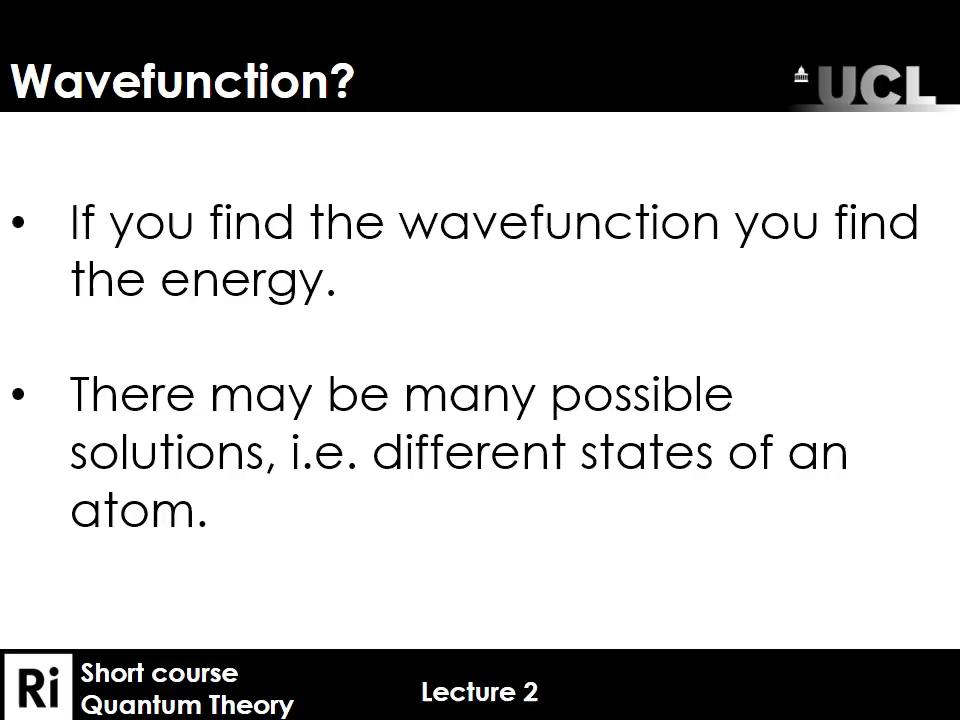 Wavefunction?
UCL
• If you find the wavefunction you find
the energy.
• There may be many possible
solutions, i.e. different states of an
atom.
Ri
Short course
Quantum Theory
Lecture 2